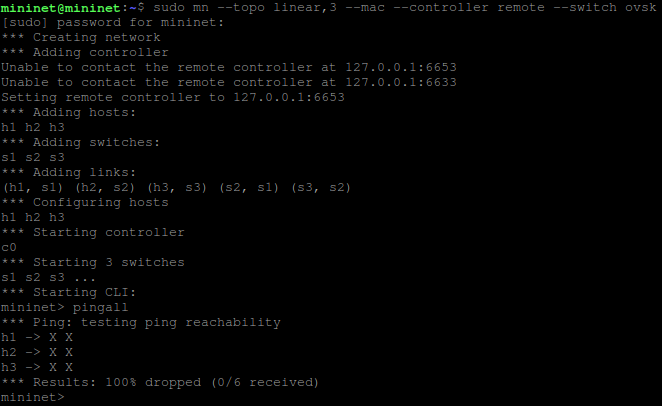 mininet@mininet:~$ sudo mn --topo linear,3 --mac --controller remote --switch ovsk
[sudo] password for mininet:
*** Creating network
*** Adding controller
Unable to contact the remote controller at 127.0.0.1:6653
Unable to contact the remote controller at 127.0.0.1:6633
Setting remote controller to 127.0.0.1:6653
*** Adding hosts:
h1 h2 h3
*** Adding switches:
s1 s2 s3
*** Adding links:
(h1, s1) (h2, s2) (h3, s3) (s2, s1) (s3, s2)
*** Configuring hosts
h1 h2 h3
*** Starting controller
c0
*** Starting 3 switches
s1 s2 s3 ...
*** Starting CLI:
mininet> pingall
*** Ping: testing ping reachability
h1 -> X X
h2 -> X X
h3 -> X X
*** Results: 100% dropped (0/6 received)
mininet>